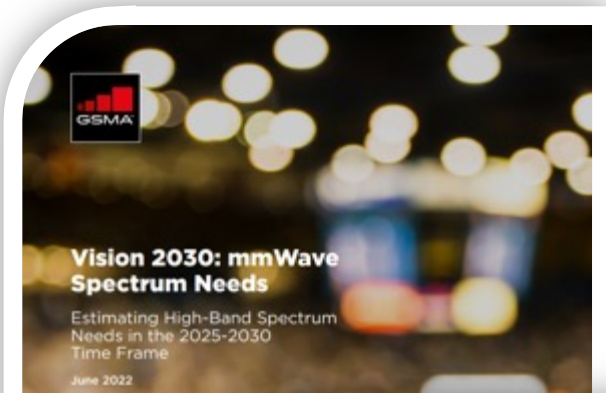 GSMA
Vision 2030: mmWave
Spectrum Needs
Estimating High-Band Spectrum
Needs in the 2025-2030
Time Frame
June 2022